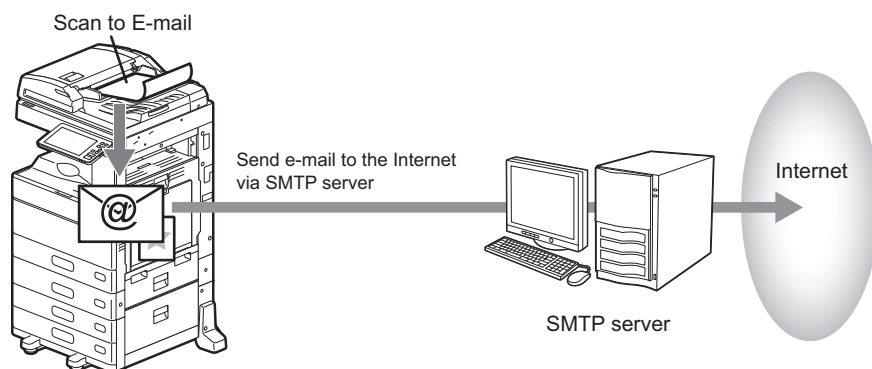 Scan to E-mail
Send e-mail to the Internet
via SMTP server
@
Internet
SMTP server